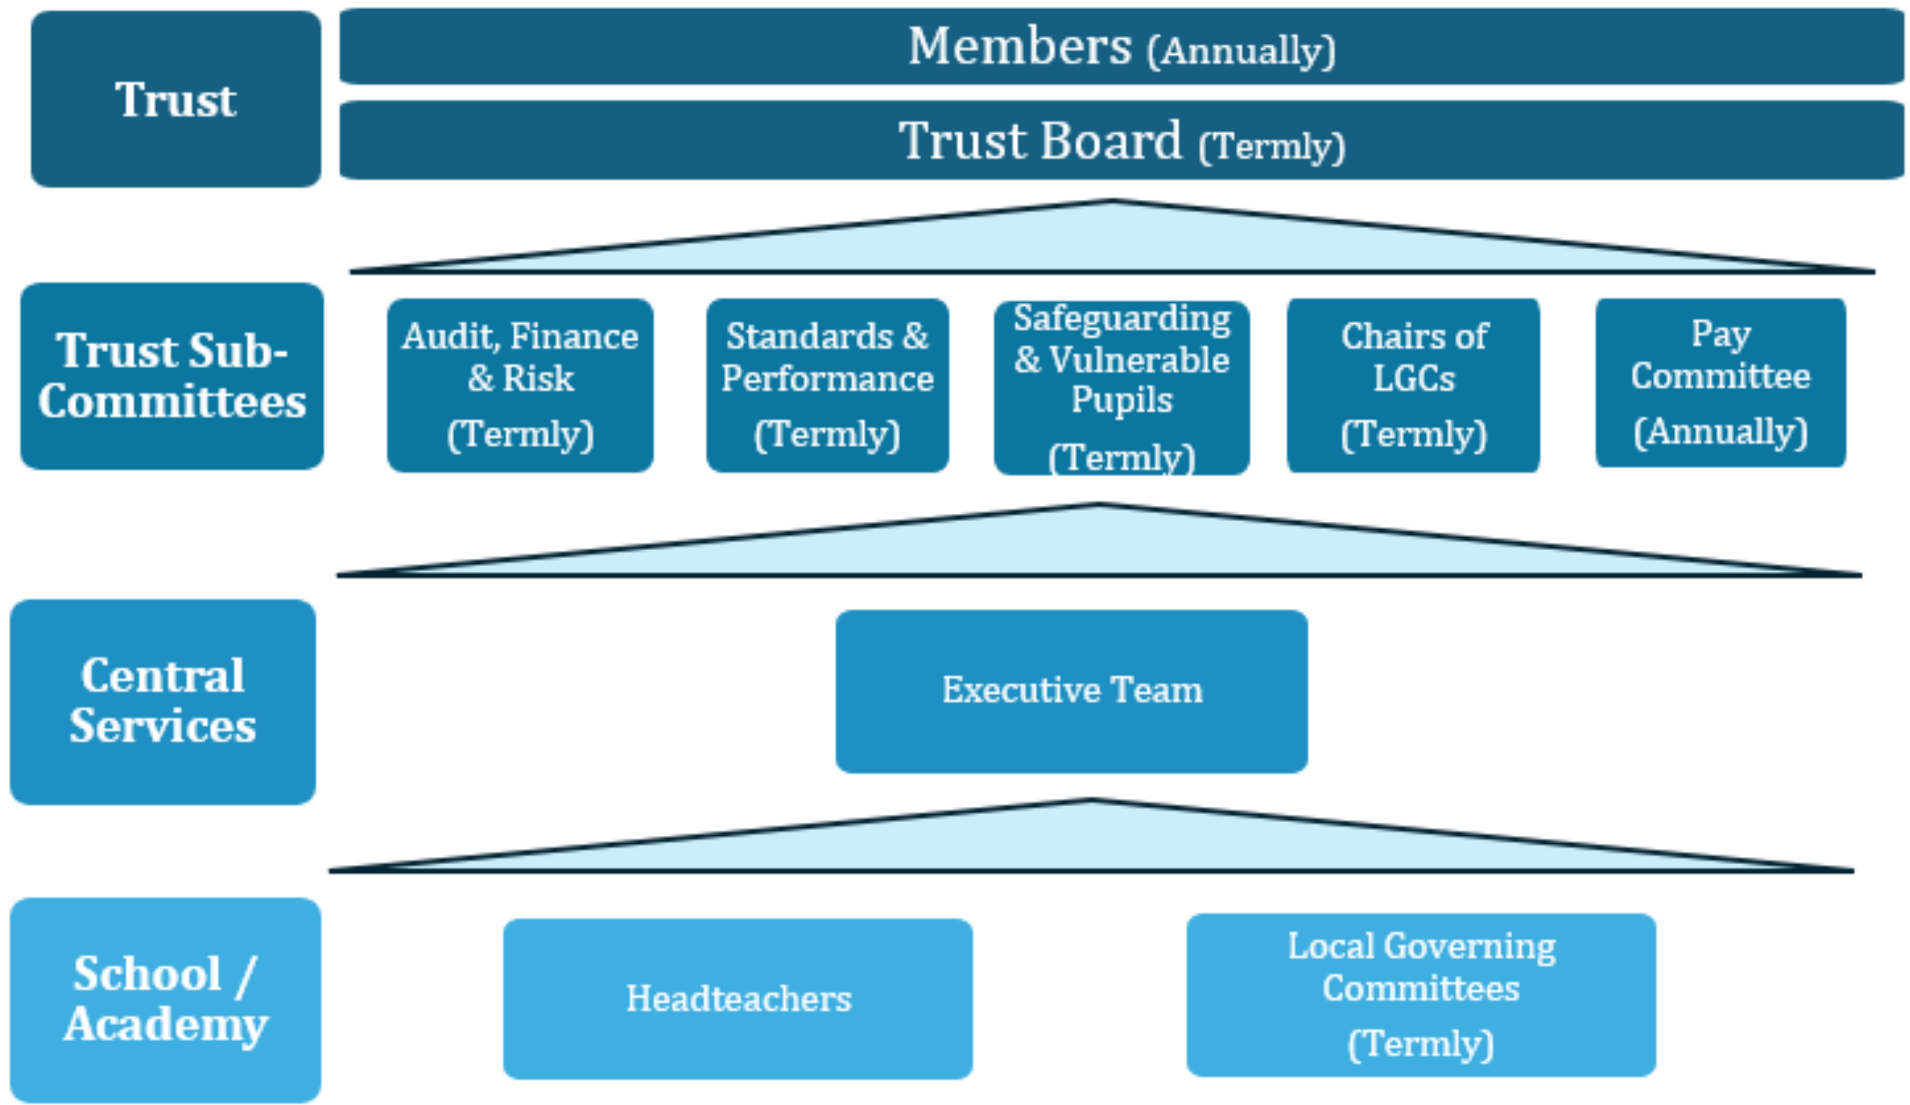 Trust
Members (Annually)
Trust Board (Termly)
Trust Sub-
Committees
Audit, Finance
& Risk
(Termly)
Standards &
Performance
(Termly)
Safeguarding
& Vulnerable
Pupils
(Termly)
Chairs of
LGCs
(Termly)
Pay
Committee
(Annually)
Central
Services
Executive Team
School /
Academy
Headteachers
Local Governing
Committees
(Termly)